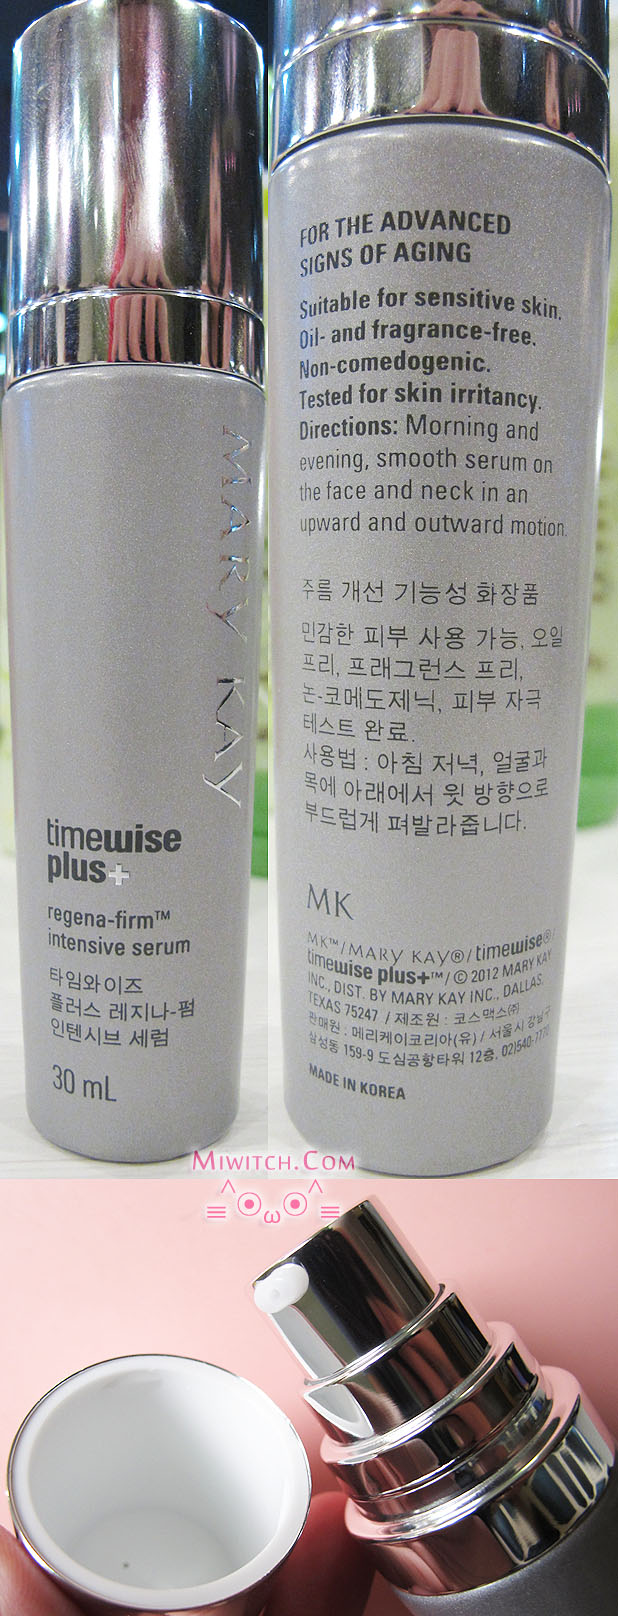 MARY KAY
timewise
plus+
regena-firm™
intensive serum
타임와이즈
플러스 레지나-펌
인텐시브 세럼
30 mL
FOR THE ADVANCED
SIGNS OF AGING
Suitable for sensitive skin.
Oil- and fragrance-free.
Non-comedogenic.
Tested for skin irritancy.
Directions: Morning and
evening, smooth serum on
the face and neck in an
upward and outward motion.
주름 개선 기능성 화장품
민감한 피부 사용 가능, 오일
프리, 프래그런스 프리,
논-코메도제닉, 피부 자극
테스트 완료.
사용법 : 아침 저녁, 얼굴과
목에 아래에서 윗 방향으로
부드럽게 펴발라줍니다.
MK
MK™/MARY KAY®/timewise®/
timewise plus+™/© 2012 MARY KAY
INC., DIST. BY MARY KAY INC., DALLAS,
TEXAS 75247 / 제조원 : 코스맥스㈜
판매원 : 메리케이코리아(유) / 서울시 강남구
삼성동 159-9 도심공항타워 12층, 02)540-7770
MADE IN KOREA
MIWITCH.COM